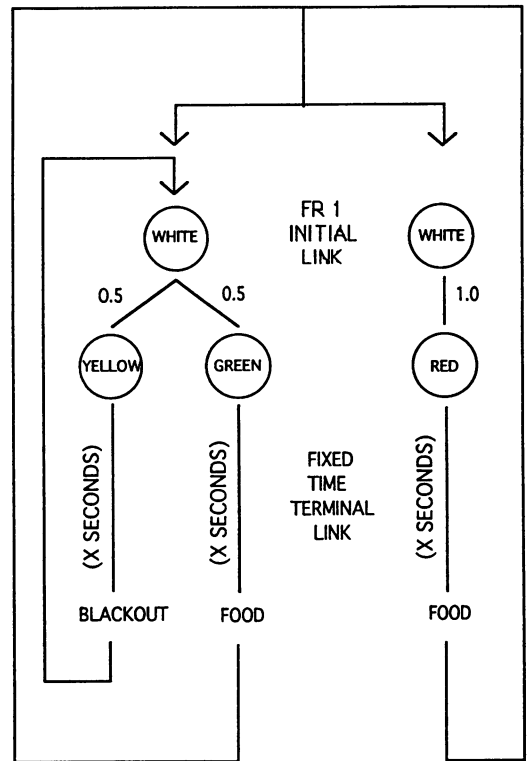 FR 1
INITIAL
LINK
WHITE
WHITE
0.5
0.5
1.0
YELLOW
GREEN
RED
(X SECONDS)
(X SECONDS)
FIXED
TIME
TERMINAL
LINK
(X SECONDS)
BLACKOUT
FOOD
FOOD